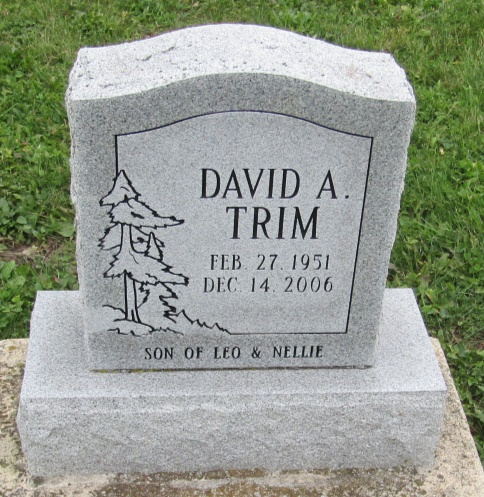 DAVID A.
TRIM
FEB. 27. 1951
DEC. 14. 2006
SON OF LEO & NELLIE